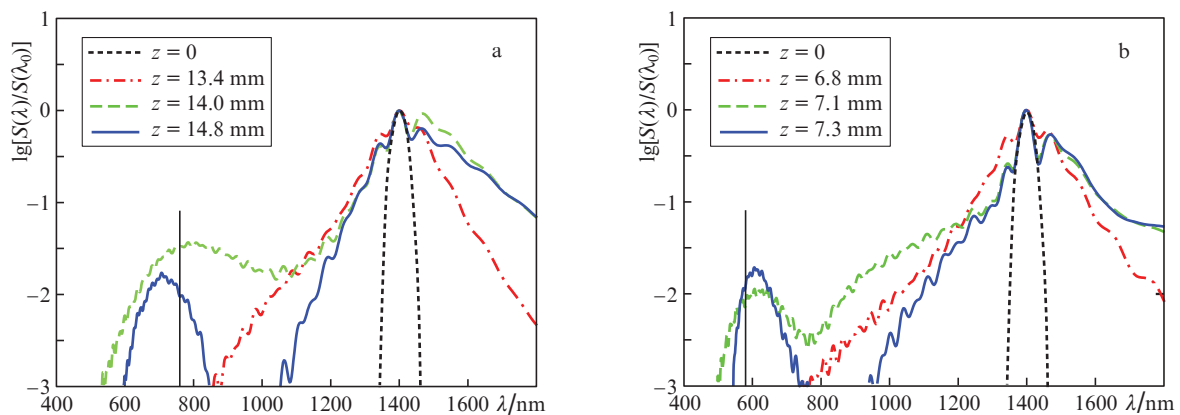 lg[S(λ)/S(λ₀)]
1
0
−1
−2
−3
z = 0
z = 13.4 mm
z = 14.0 mm
z = 14.8 mm
a
400 600 800 1000 1200 1400 1600 λ/nm
lg[S(λ)/S(λ₀)]
1
0
−1
−2
−3
z = 0
z = 6.8 mm
z = 7.1 mm
z = 7.3 mm
b
400 600 800 1000 1200 1400 1600 λ/nm